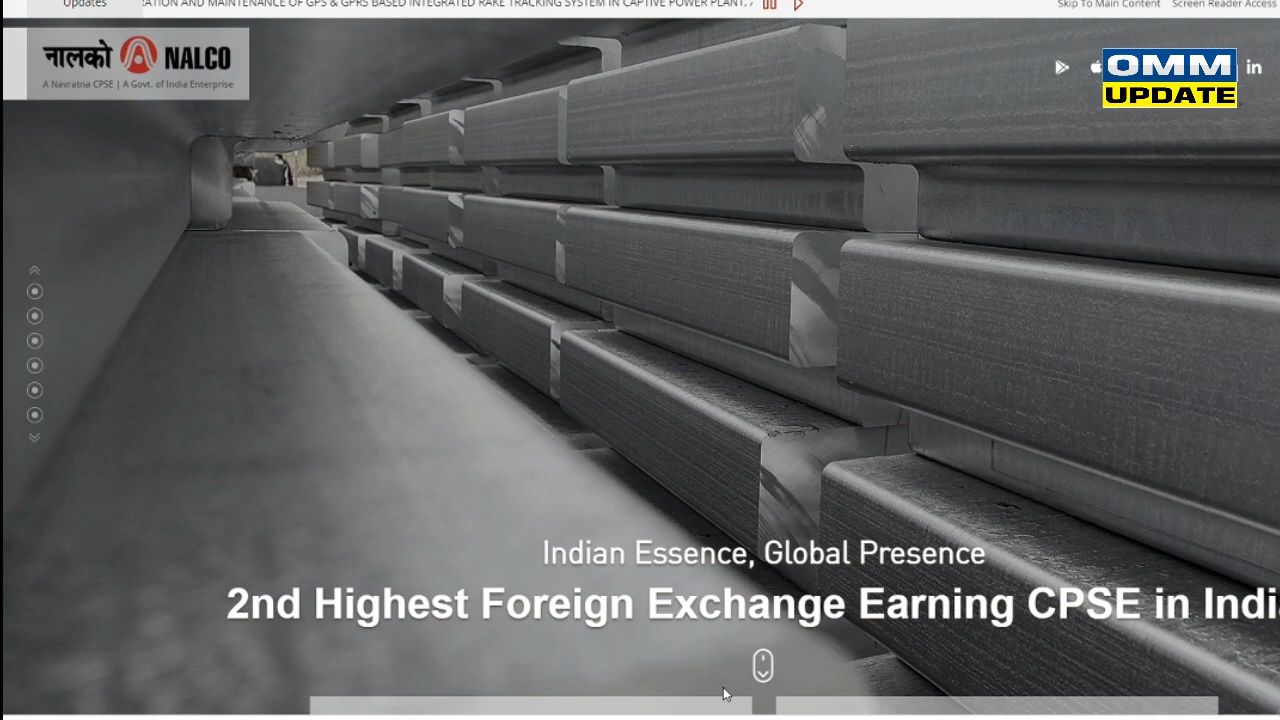 Updates
ATION AND MAINTENANCE OF GPS & GPRS BASED INTEGRATED RAKE TRACKING SYSTEM IN CAPTIVE POWER PLANT,
Skip To Main Content Screen Reader Access
नालको NALCO
A Navratna CPSE | A Govt. of India Enterprise
OMM
UPDATE
in
Indian Essence, Global Presence
2nd Highest Foreign Exchange Earning CPSE in Indi